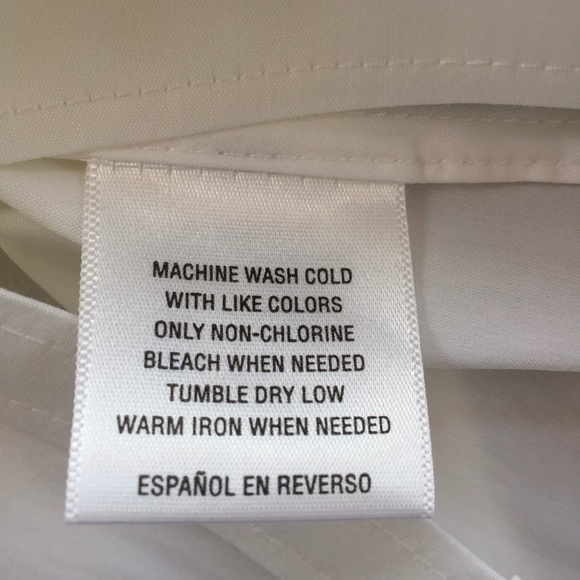 MACHINE WASH COLD
WITH LIKE COLORS
ONLY NON-CHLORINE
BLEACH WHEN NEEDED
TUMBLE DRY LOW
WARM IRON WHEN NEEDED
ESPAÑOL EN REVERSO